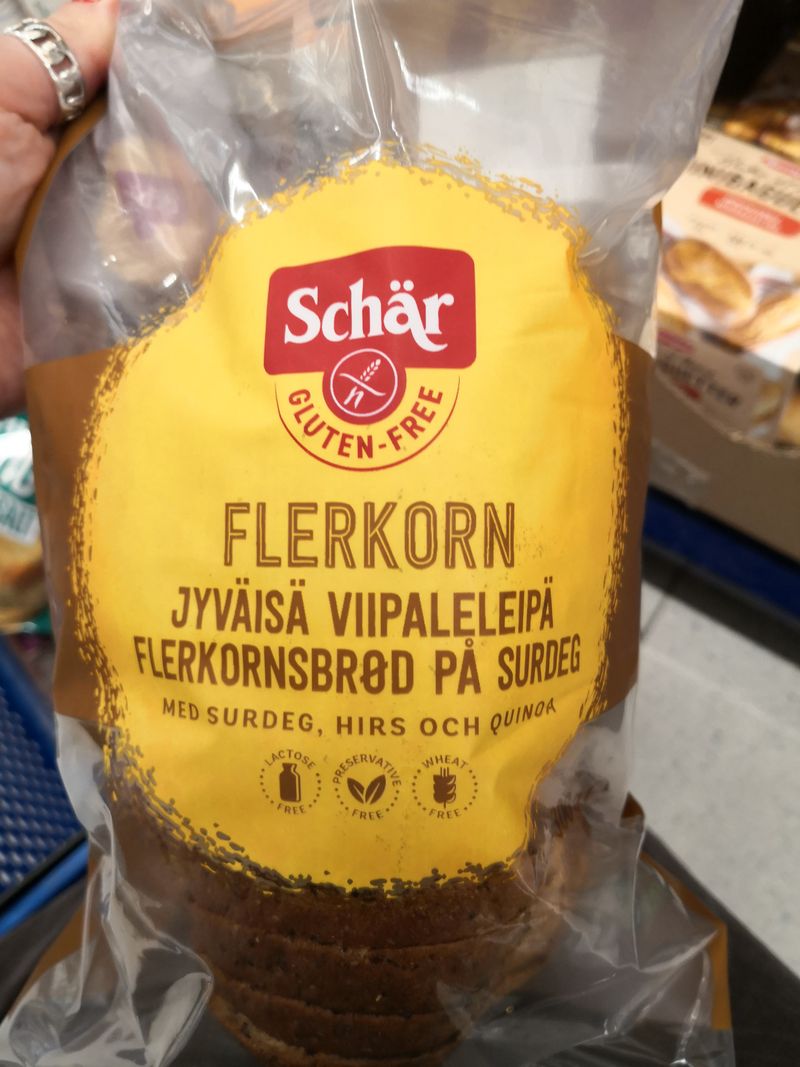 Schär
GLUTEN-FREE
FLERKORN
JYVÄISÄ VIIPALELEIPÄ
FLERKORNSBRØD PÅ SURDEG
MED SURDEG, HIRS OCH QUINOA
LACTOSE FREE
PRESERVATIVE FREE
WHEAT FREE